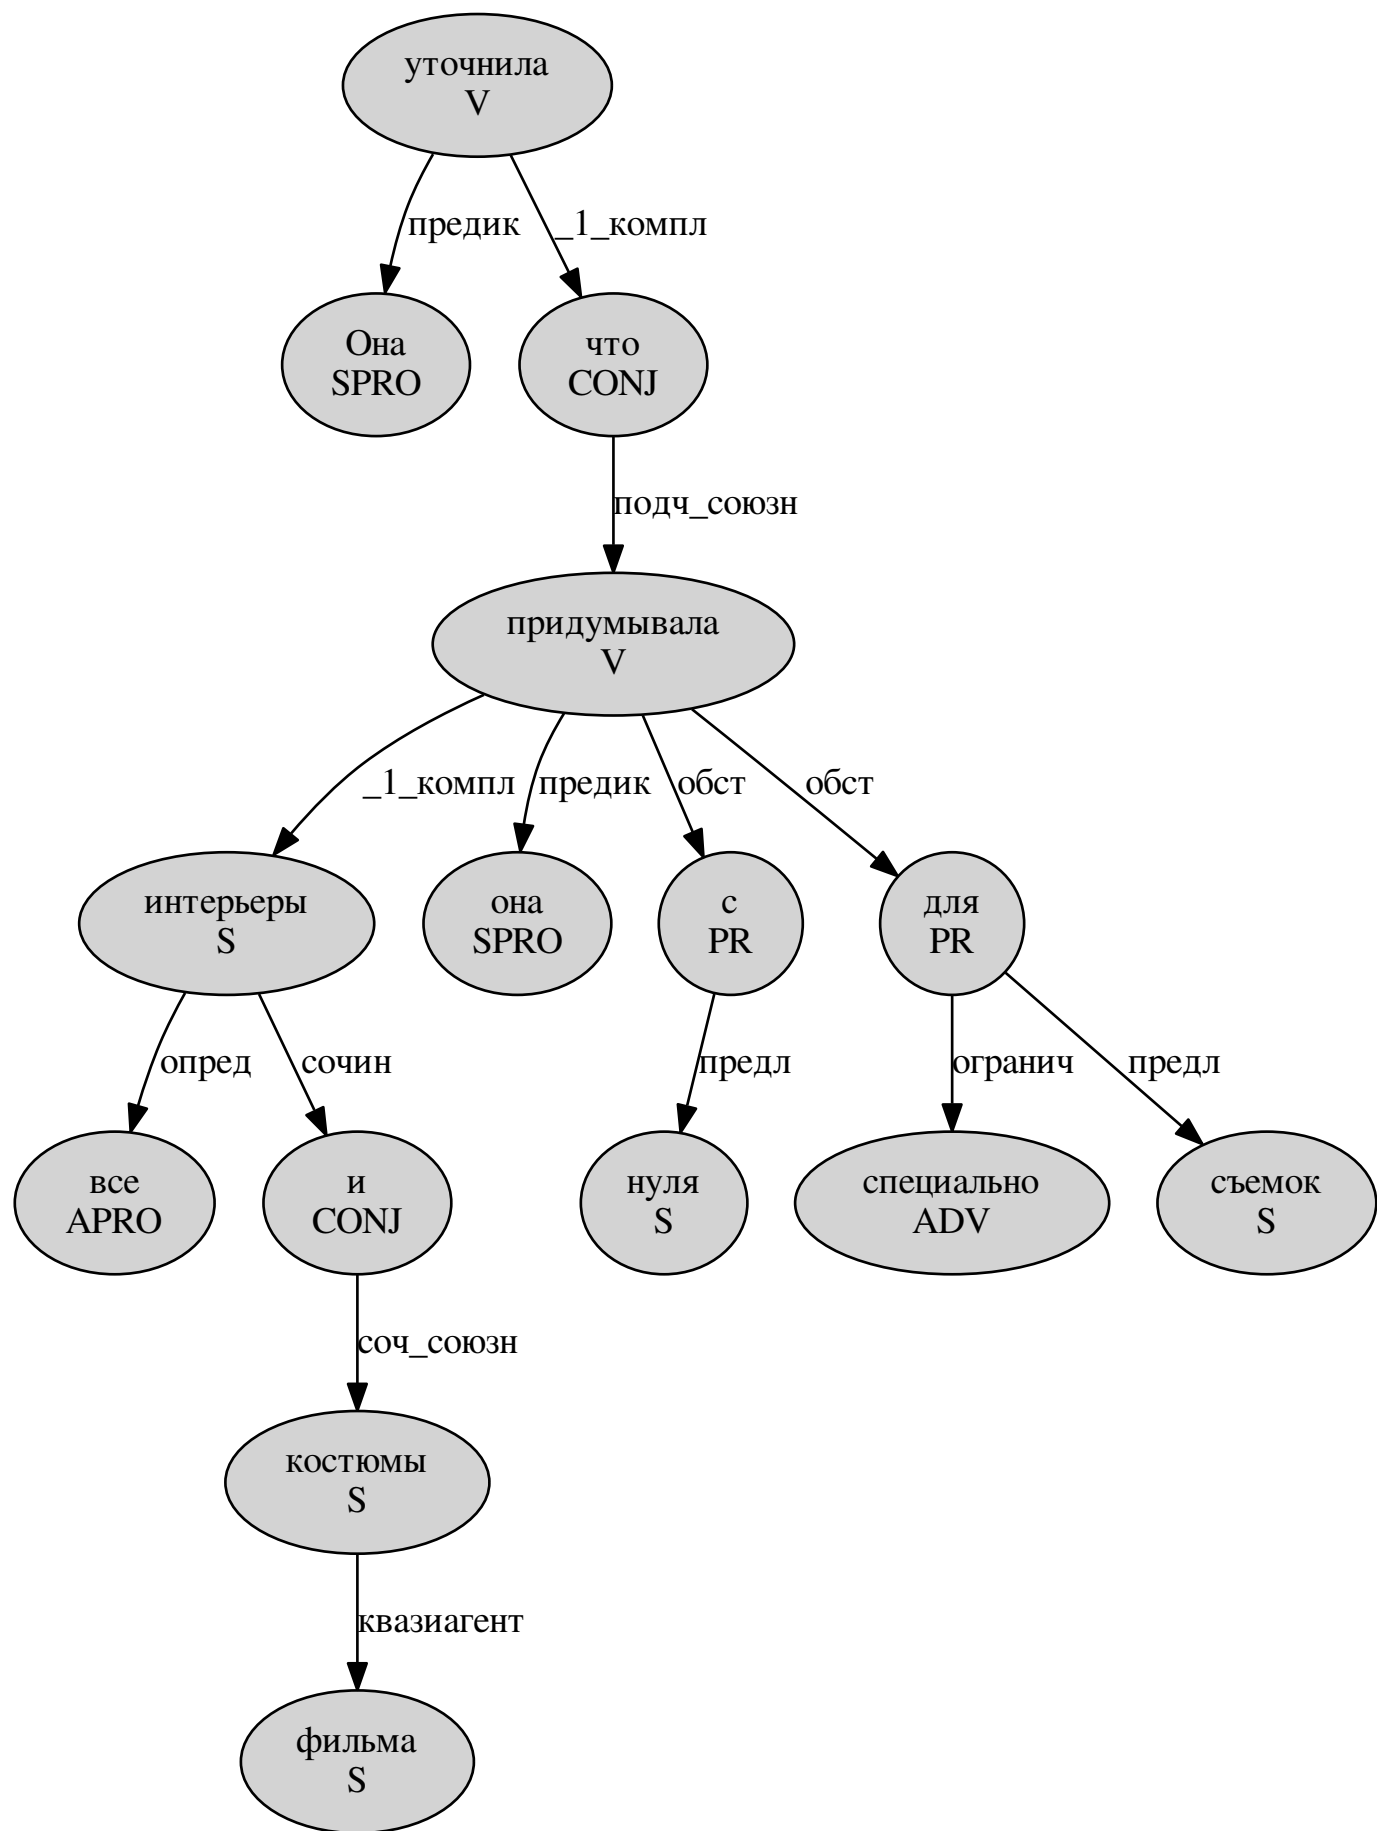 уточнила
V
предик
_1_компл
Она
SPRO
что
CONJ
подч_союзн
придумывала
V
_1_компл
предик
обст
обст
интерьеры
S
она
SPRO
с
PR
для
PR
опред
сочин
предл
огранич
предл
все
APRO
и
CONJ
нуля
S
специально
ADV
съемок
S
соч_союзн
костюмы
S
квазиагент
фильма
S